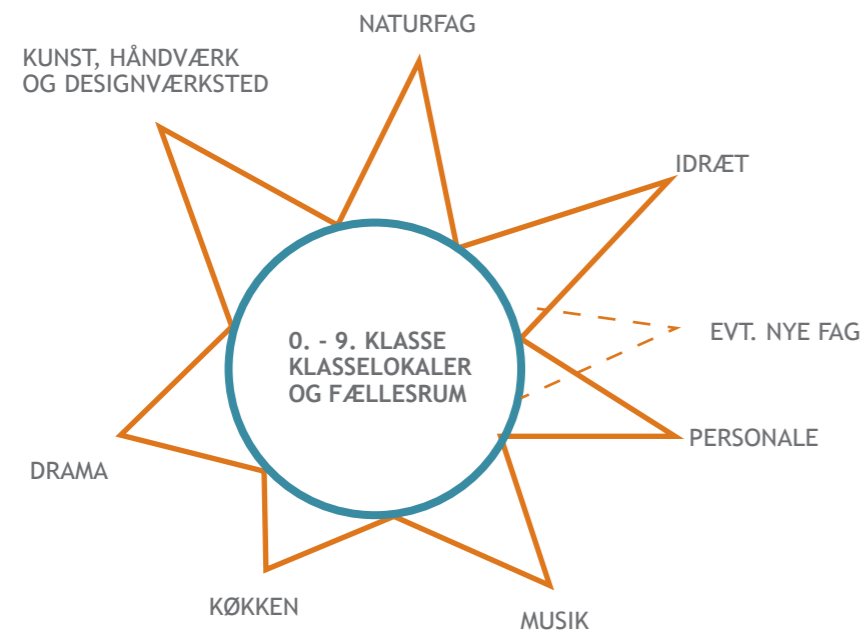 NATURFAG
KUNST, HÅNDVÆRK
OG DESIGNVÆRKSTED
IDRÆT
0. - 9. KLASSE
KLASSELOKALER
OG FÆLLESRUM
EVT. NYE FAG
PERSONALE
DRAMA
KØKKEN
MUSIK